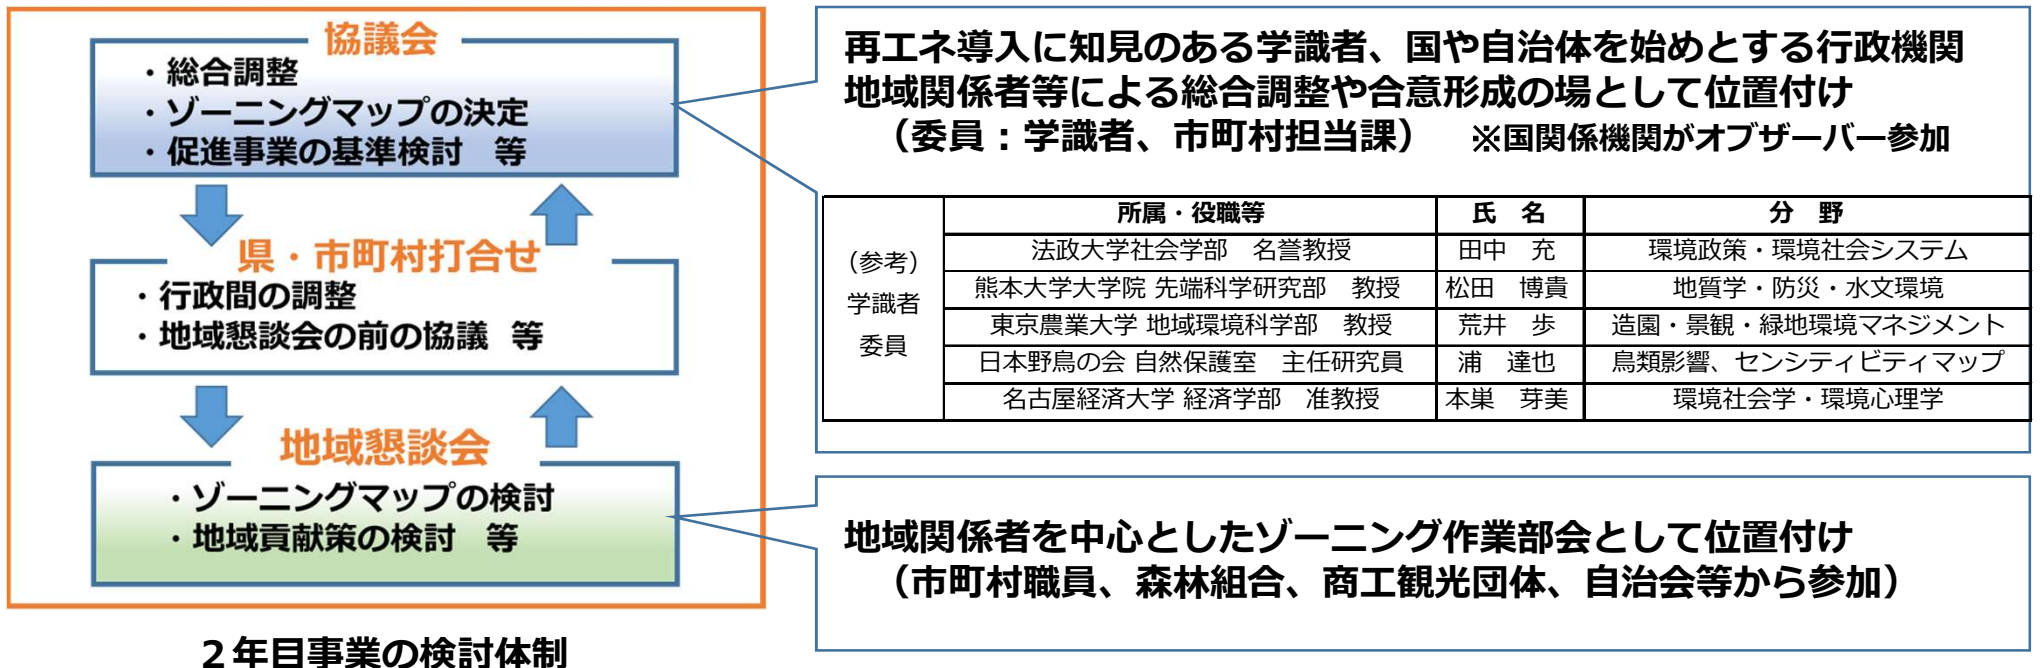 協議会
・総合調整
・ゾーニングマップの決定
・促進事業の基準検討　等
県・市町村打合せ
・行政間の調整
・地域懇談会の前の協議　等
地域懇談会
・ゾーニングマップの検討
・地域貢献策の検討　等
２年目事業の検討体制
再エネ導入に知見のある学識者、国や自治体を始めとする行政機関
地域関係者等による総合調整や合意形成の場として位置付け
（委員：学識者、市町村担当課）　※国関係機関がオブザーバー参加
（参考）
学識者
委員
所属・役職等　氏　名　分　野
法政大学社会学部　名誉教授　田中　充　環境政策・環境社会システム
熊本大学大学院 先端科学研究部　教授　松田　博貴　地質学・防災・水文環境
東京農業大学 地域環境科学部　教授　荒井　歩　造園・景観・緑地環境マネジメント
日本野鳥の会 自然保護室　主任研究員　浦　達也　鳥類影響、センシティビティマップ
名古屋経済大学 経済学部　准教授　本巣　芽美　環境社会学・環境心理学
地域関係者を中心としたゾーニング作業部会として位置付け
（市町村職員、森林組合、商工観光団体、自治会等から参加）